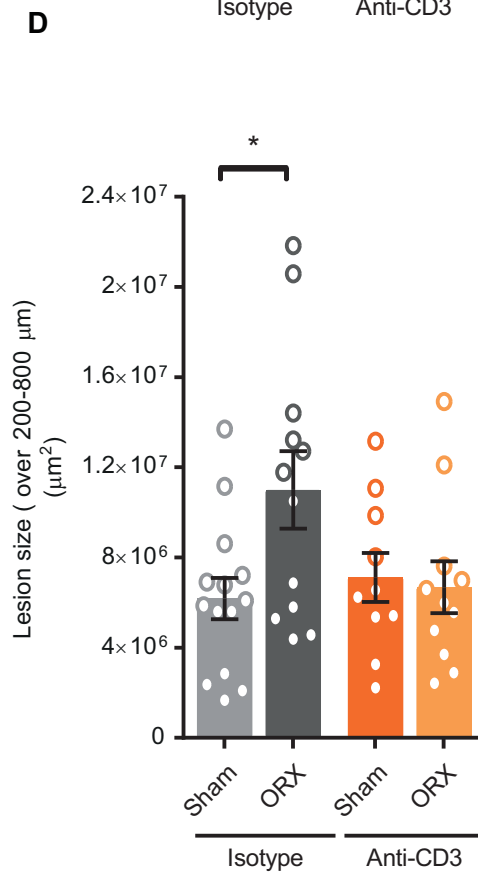 Isotype Anti-CD3
D
*
2.4×10⁷
2×10⁷
1.6×10⁷
1.2×10⁷
8×10⁶
4×10⁶
0
Lesion size ( over 200-800 μm)
(μm²)
Sham ORX Sham ORX
Isotype Anti-CD3